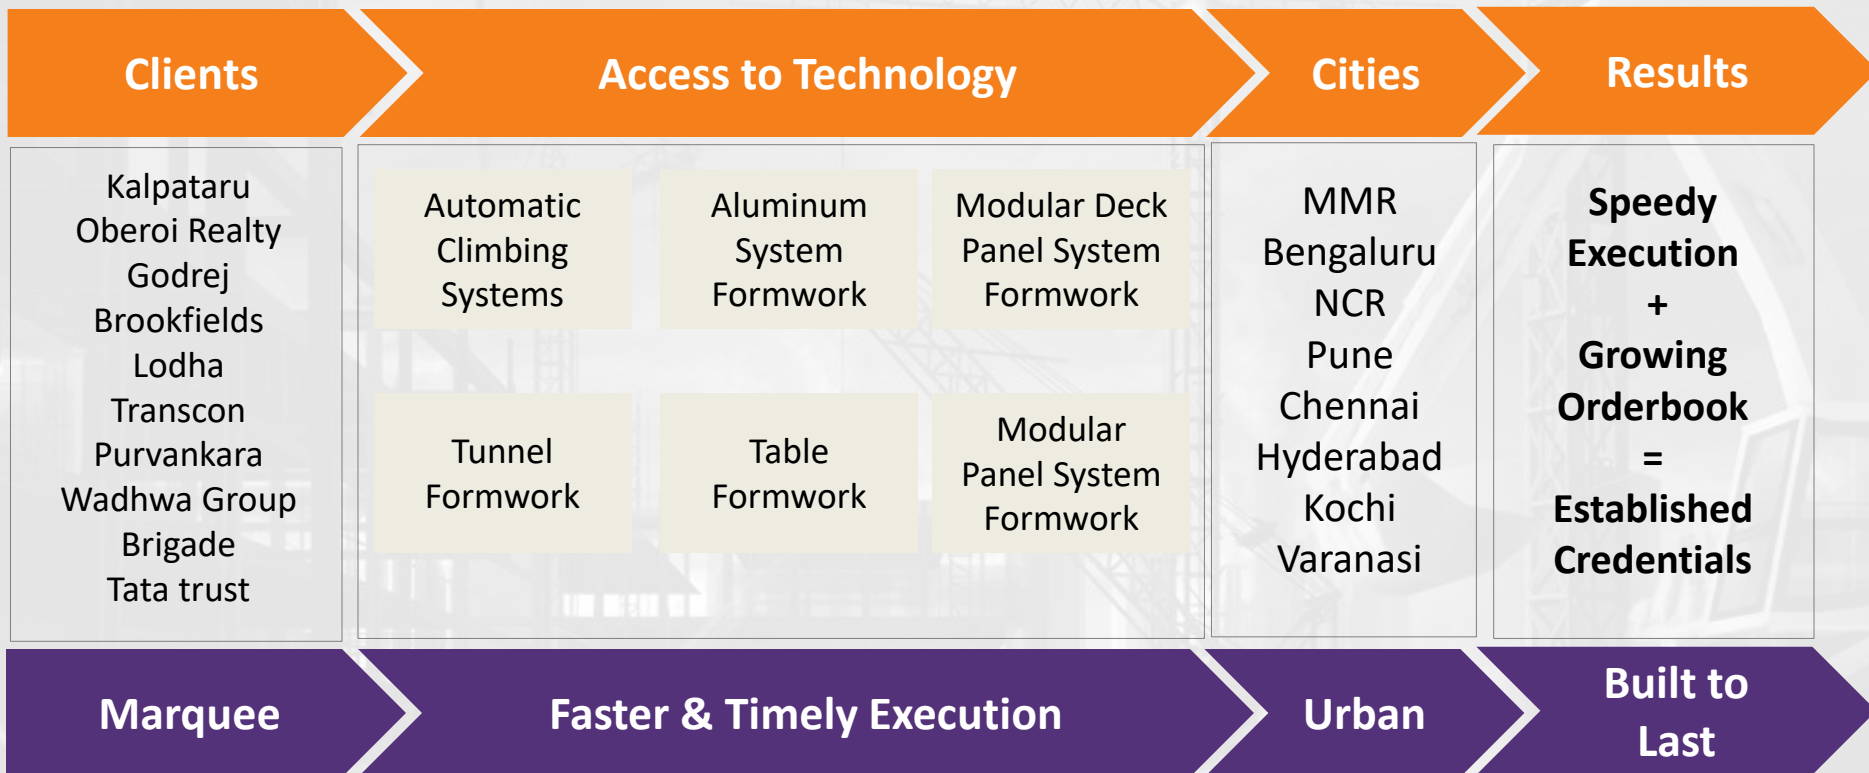 Clients
Access to Technology
Cities
Results
Kalpataru
Oberoi Realty
Godrej
Brookfields
Lodha
Transcon
Purvankara
Wadhwa Group
Brigade
Tata trust
Automatic
Climbing
Systems
Aluminum
System
Formwork
Modular Deck
Panel System
Formwork
Tunnel
Formwork
Table
Formwork
Modular
Panel System
Formwork
MMR
Bengaluru
NCR
Pune
Chennai
Hyderabad
Kochi
Varanasi
Speedy
Execution
+
Growing
Orderbook
=
Established
Credentials
Marquee
Faster & Timely Execution
Urban
Built to
Last